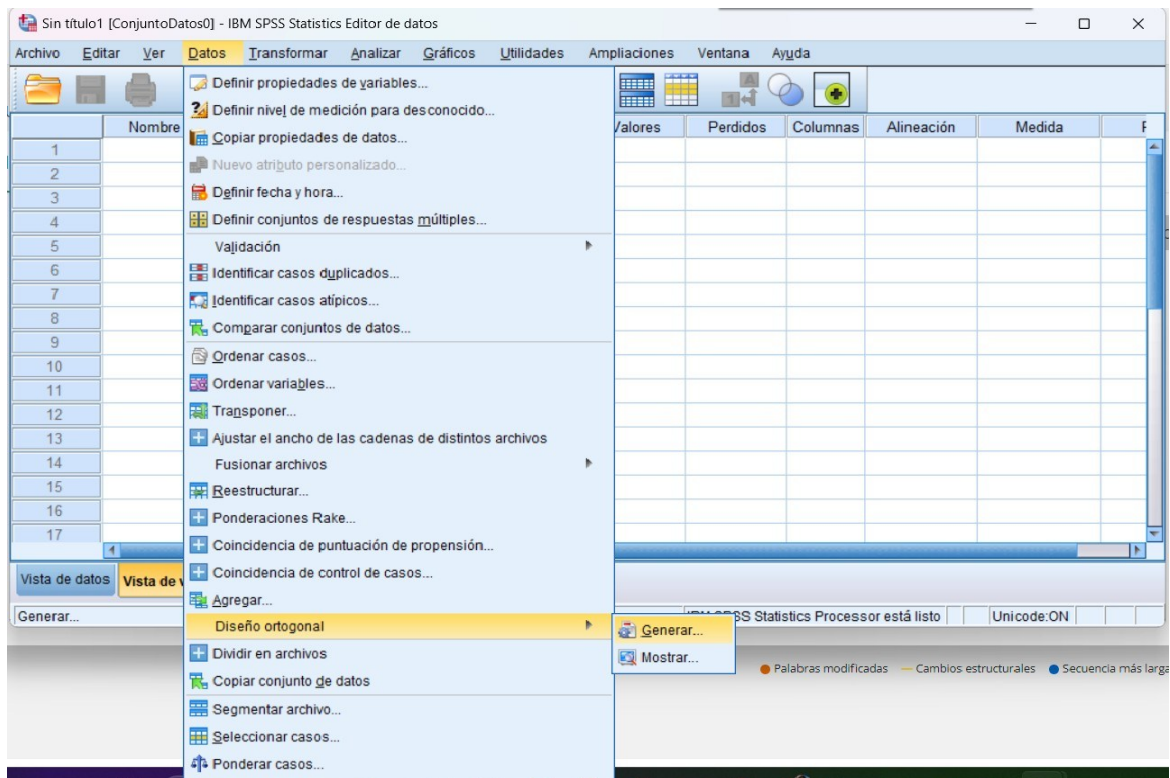 Sin título1 [ConjuntoDatos0] - IBM SPSS Statistics Editor de datos
Archivo Editar Ver Datos Transformar Analizar Gráficos Utilidades Ampliaciones Ventana Ayuda
Definir propiedades de variables...
Definir nivel de medición para desconocido...
Nombre Valores Perdidos Columnas Alineación Medida
Copiar propiedades de datos...
1
Nuevo atributo personalizado...
2
Definir fecha y hora...
3
Definir conjuntos de respuestas múltiples...
4
Validación
5
Identificar casos duplicados...
6
Identificar casos atípicos...
7
Comparar conjuntos de datos...
8
9
Ordenar casos...
10
Ordenar variables...
11
Transponer...
12
Ajustar el ancho de las cadenas de distintos archivos
13
Fusionar archivos
14
Reestructurar...
15
Ponderaciones Rake...
16
Coincidencia de puntuación de propensión...
17
Coincidencia de control de casos...
Vista de datos Vista de v
Agregar...
Generar... SS Statistics Processor está listo Unicode:ON
Diseño ortogonal
Generar...
Dividir en archivos
Mostrar...
Palabras modificadas Cambios estructurales Secuencia más larga
Copiar conjunto de datos
Segmentar archivo...
Seleccionar casos...
Ponderar casos...